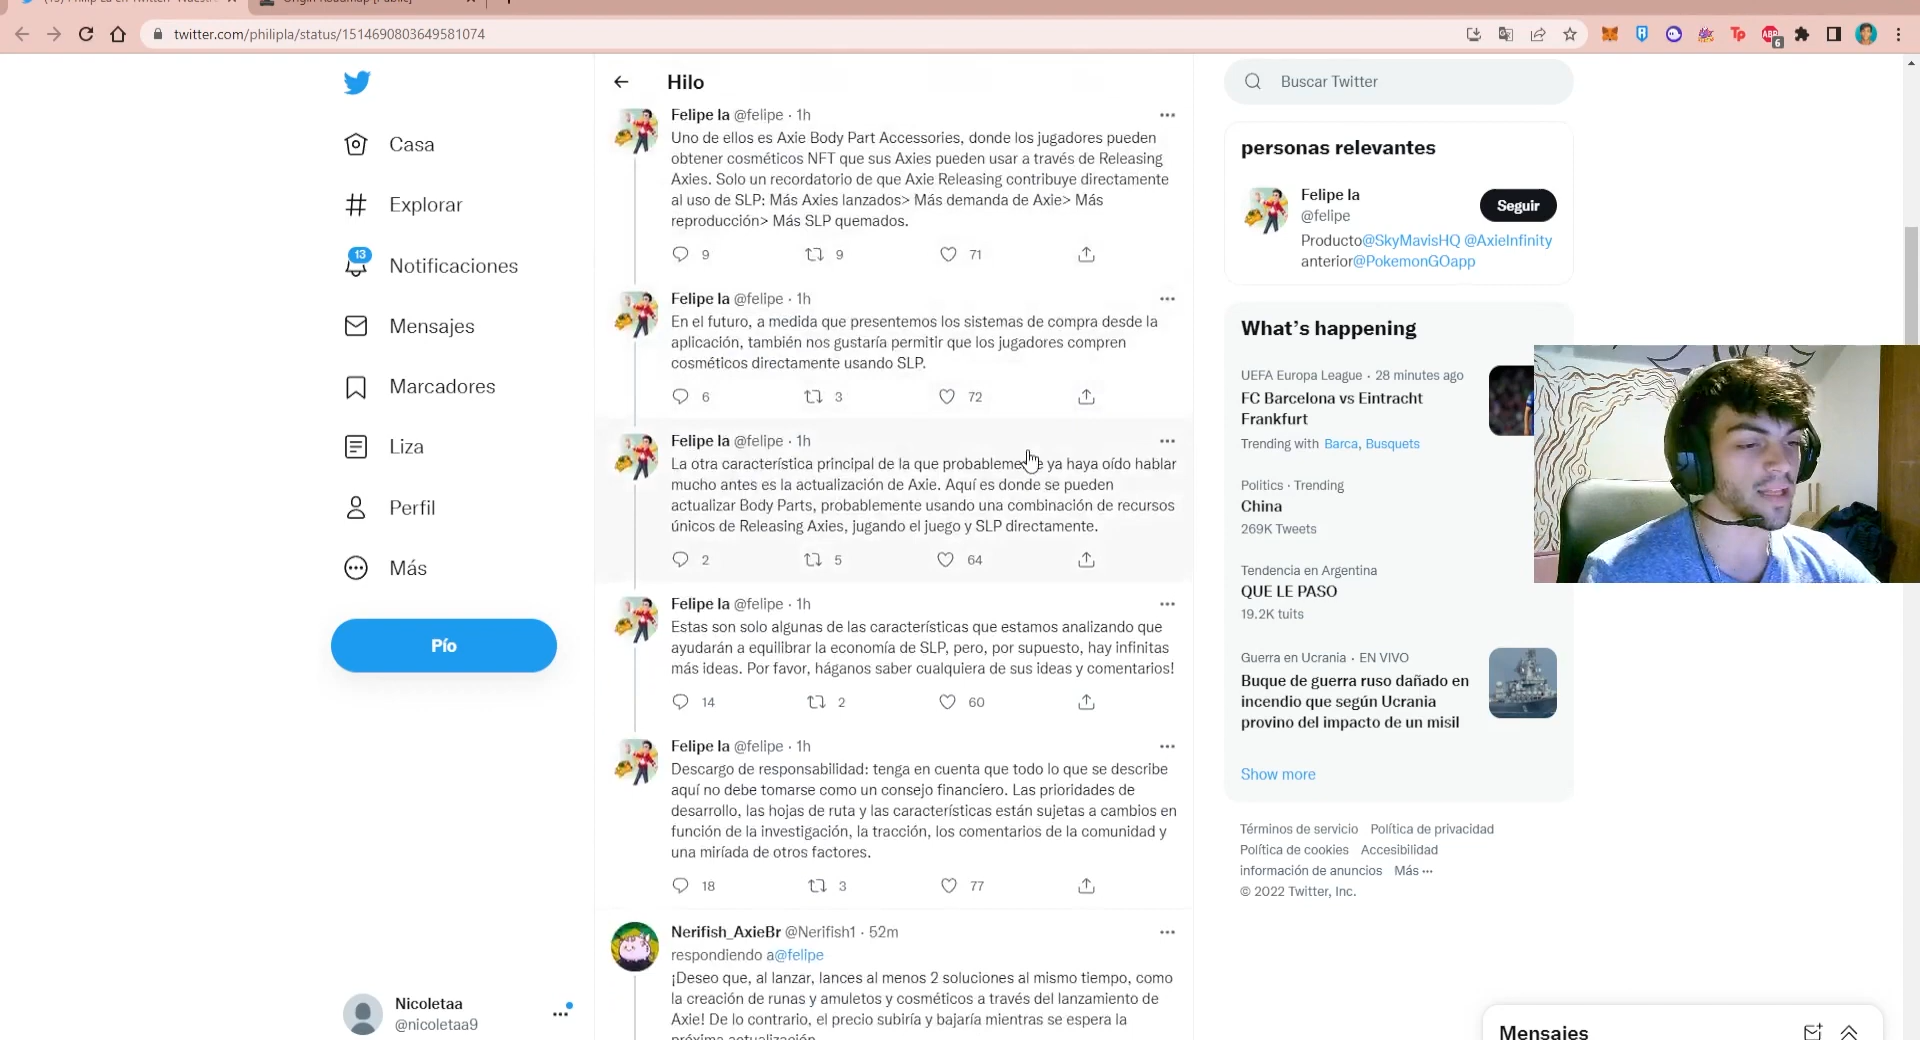 Origin Roadmap [Public]
twitter.com/philipla/status/1514690803649581074
6
Hilo
Casa
Explorar
13
Notificaciones
Mensajes
Marcadores
Liza
Perfil
Más
Pío
Nicoletaa
@nicoletaa9
Felipe la @felipe · 1h
Uno de ellos es Axie Body Part Accessories, donde los jugadores pueden
obtener cosméticos NFT que sus Axies pueden usar a través de Releasing
Axies. Solo un recordatorio de que Axie Releasing contribuye directamente
al uso de SLP: Más Axies lanzados> Más demanda de Axie> Más
reproducción> Más SLP quemados.
9 9 71
Felipe la @felipe · 1h
En el futuro, a medida que presentemos los sistemas de compra desde la
aplicación, también nos gustaría permitir que los jugadores compren
cosméticos directamente usando SLP.
6 3 72
Felipe la @felipe · 1h
La otra característica principal de la que ya haya oído hablar
mucho antes es la actualización de Axie. Aquí es donde se pueden
actualizar Body Parts, probablemente usando una combinación de recursos
únicos de Releasing Axies, jugando el juego y SLP directamente.
2 5 64
Felipe la @felipe · 1h
Estas son solo algunas de las características que estamos analizando que
ayudarán a equilibrar la economía de SLP, pero, por supuesto, hay infinitas
más ideas. Por favor, háganos saber cualquiera de sus ideas y comentarios!
14 2 60
Felipe la @felipe · 1h
Descargo de responsabilidad: tenga en cuenta que todo lo que se describe
aquí no debe tomarse como un consejo financiero. Las prioridades de
desarrollo, las hojas de ruta y las características están sujetas a cambios en
función de la investigación, la tracción, los comentarios de la comunidad y
una miríada de otros factores.
18 3 77
Nerifish_AxieBr @Nerifish1 · 52m
respondiendo a@felipe
¡Deseo que, al lanzar, lances al menos 2 soluciones al mismo tiempo, como
la creación de runas y amuletos y cosméticos a través del lanzamiento de
Axie! De lo contrario, el precio subiría y bajaría mientras se espera la
próxima actualización.
Buscar Twitter
personas relevantes
Felipe la
@felipe
Seguir
Producto@SkyMavisHQ @AxieInfinity
anterior@PokemonGOapp
What's happening
UEFA Europa League · 28 minutes ago
FC Barcelona vs Eintracht
Frankfurt
Trending with Barca, Busquets
Politics · Trending
China
269K Tweets
Tendencia en Argentina
QUE LE PASO
19.2K tuits
Guerra en Ucrania · EN VIVO
Buque de guerra ruso dañado en
incendio que según Ucrania
provino del impacto de un misil
Show more
Términos de servicio Política de privacidad
Política de cookies Accesibilidad
información de anuncios Más ···
© 2022 Twitter, Inc.
Mensajes